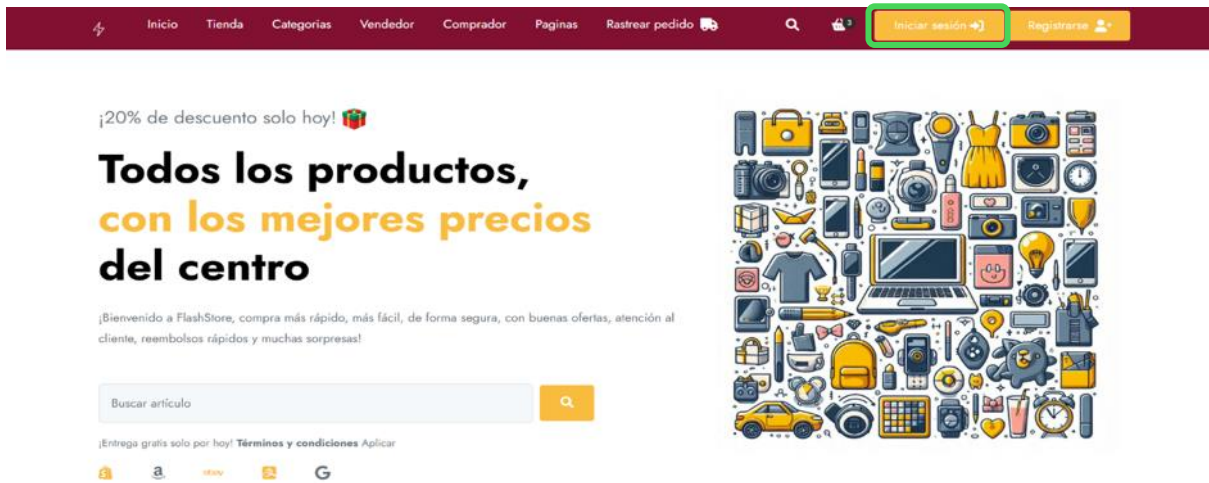 Inicio Tienda Categorias Vendedor Comprador Paginas Rastrear pedido 3 Iniciar sesión Registrarse
¡20% de descuento solo hoy!
Todos los productos,
con los mejores precios
del centro
¡Bienvenido a FlashStore, compra más rápido, más fácil, de forma segura, con buenas ofertas, atención al
cliente, reembolsos rápidos y muchas sorpresas!
Buscar artículo
¡Entrega gratis solo por hoy! Términos y condiciones Aplicar
a ebay G